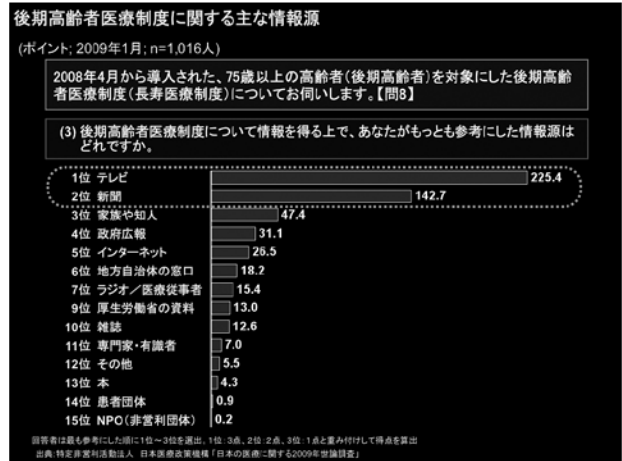 後期高齢者医療制度に関する主な情報源
(ポイント; 2009年1月; n=1,016人)
2008年4月から導入された、75歳以上の高齢者(後期高齢者)を対象にした後期高齢
者医療制度(長寿医療制度)についてお伺いします。【問8】
(3) 後期高齢者医療制度について情報を得る上で、あなたがもっとも参考にした情報源は
どれですか。
1位 テレビ 225.4
2位 新聞 142.7
3位 家族や知人 47.4
4位 政府広報 31.1
5位 インターネット 26.5
6位 地方自治体の窓口 18.2
7位 ラジオ/医療従事者 15.4
9位 厚生労働省の資料 13.0
10位 雑誌 12.6
11位 専門家・有識者 7.0
12位 その他 5.5
13位 本 4.3
14位 患者団体 0.9
15位 NPO(非営利団体) 0.2
回答者は最も参考にした順に1位~3位を選出。1位: 3点、2位: 2点、3位: 1点と重み付けして得点を算出
出典: 特定非営利活動法人 日本医療政策機構「日本の医療に関する2009年世論調査」